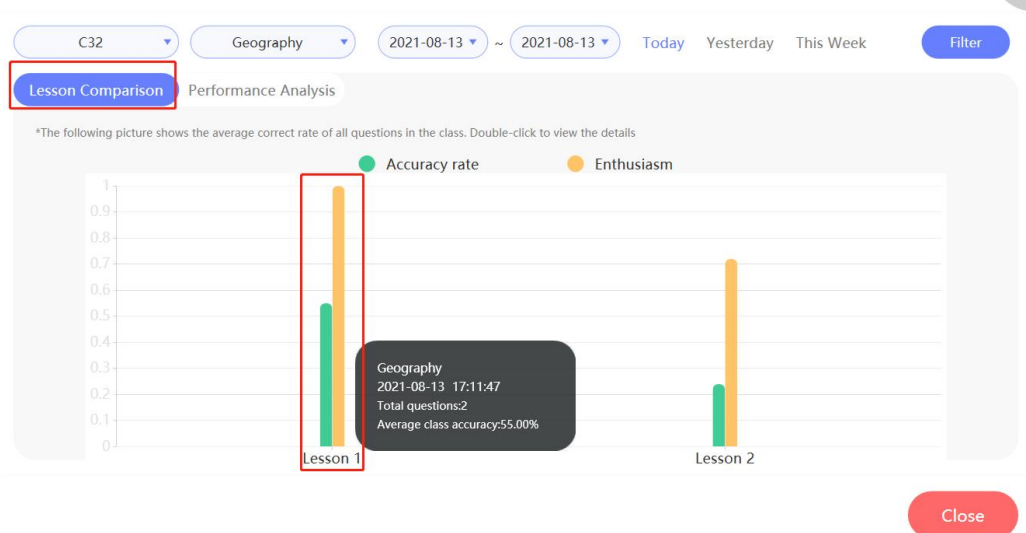 C32 Geography 2021-08-13 ~ 2021-08-13 Today Yesterday This Week Filter
Lesson Comparison Performance Analysis
*The following picture shows the average correct rate of all questions in the class. Double-click to view the details
Accuracy rate Enthusiasm
1
0.9
0.8
0.7
0.6
0.5
0.4
0.3
0.2
0.1
0
Geography
2021-08-13 17:11:47
Total questions:2
Average class accuracy:55.00%
Lesson 1 Lesson 2
Close